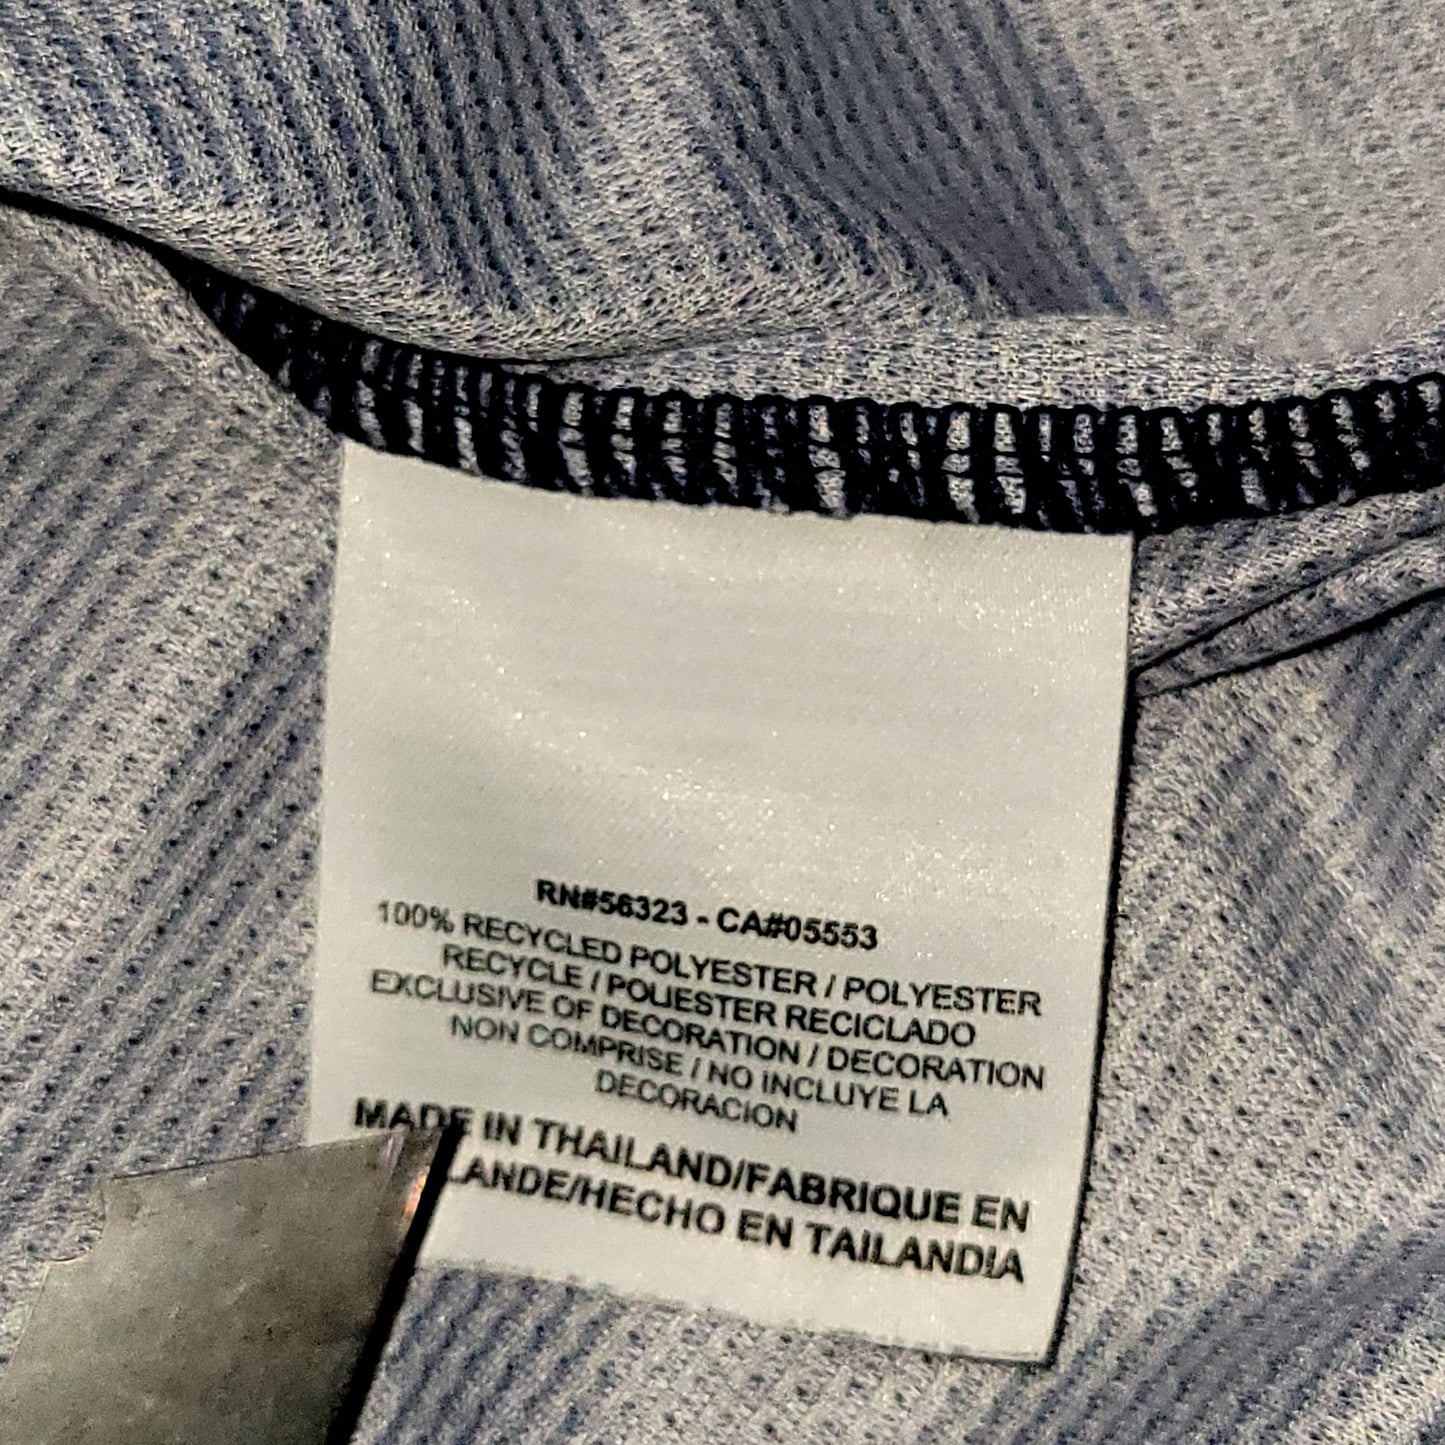 RN#56323 - CA#05553
100% RECYCLED POLYESTER / POLYESTER
RECYCLE / POLIESTER RECICLADO
EXCLUSIVE OF DECORATION / DECORATION
NON COMPRISE / NO INCLUYE LA
DECORACION
MADE IN THAILAND/FABRIQUE EN
LANDE/HECHO EN TAILANDIA